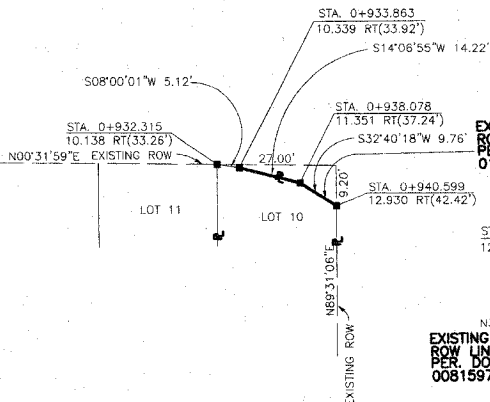 STA. 0+933.863
10.339 RT(33.92')
S14°06'55"W 14.22'
S08°00'01"W 5.12'
STA. 0+938.078
11.351 RT(37.24')
STA. 0+932.315
10.138 RT(33.26')
S32°40'18"W 9.76'
N00°31'59"E EXISTING ROW
27.00'
9.20'
STA. 0+940.599
12.930 RT(42.42')
LOT 11
LOT 10
N89°31'06"E
EXISTING ROW
EXISTING
ROW LIN
PER. DO
0081597